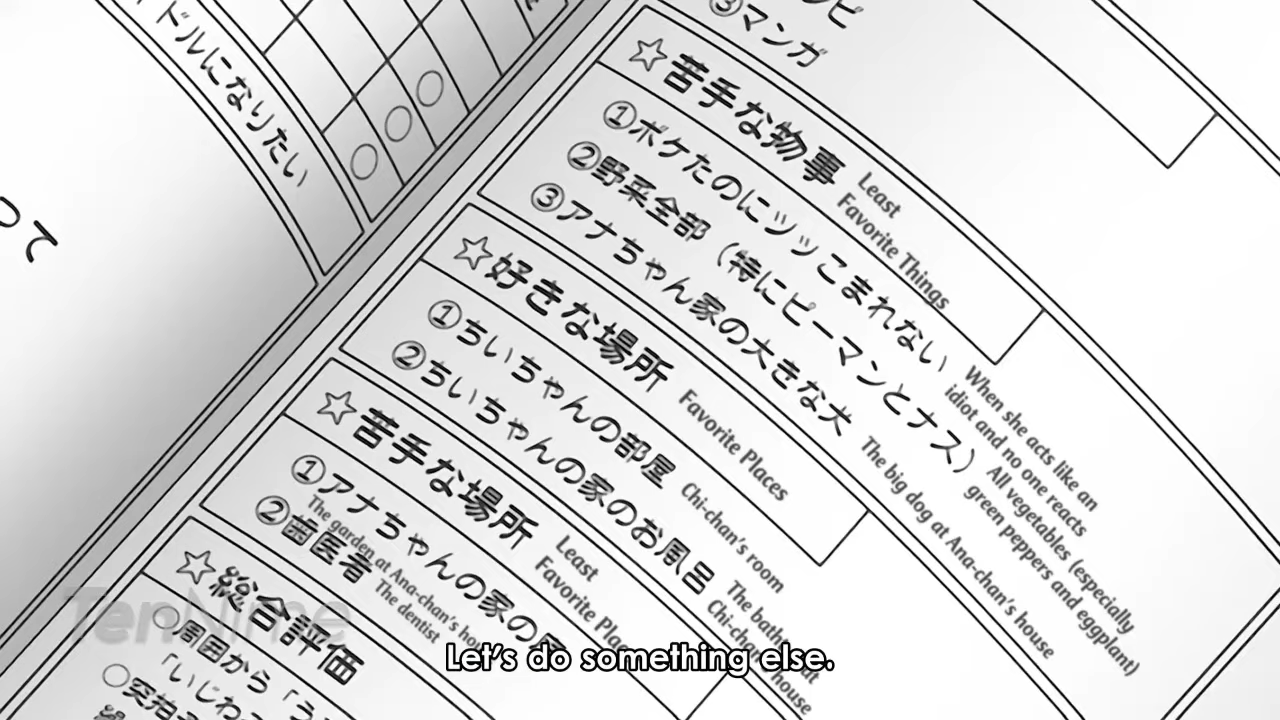 ドルになりたい
って
③マンガ
☆苦手な物事
Least
Favorite Things
①ボケたのにツッこまれない
When she acts like an
idiot and no one reacts
②野菜全部（特にピーマンとナス）
All vegetables (especially
green peppers and eggplant)
③アナちゃん家の大きな犬
The big dog at Ana-chan's house
☆好きな場所
Favorite Places
①ちぃちゃんの部屋
Chi-chan's room
②ちぃちゃんの家のお風呂
The bath at
Chi-chan's house
☆苦手な場所
Least
Favorite Places
①アナちゃんの家の
The garden at Ana-chan's house
②歯医者
The dentist
☆総合評価
○周囲から「う
「いじわ
○突拍
TenNime
Let's do something else.